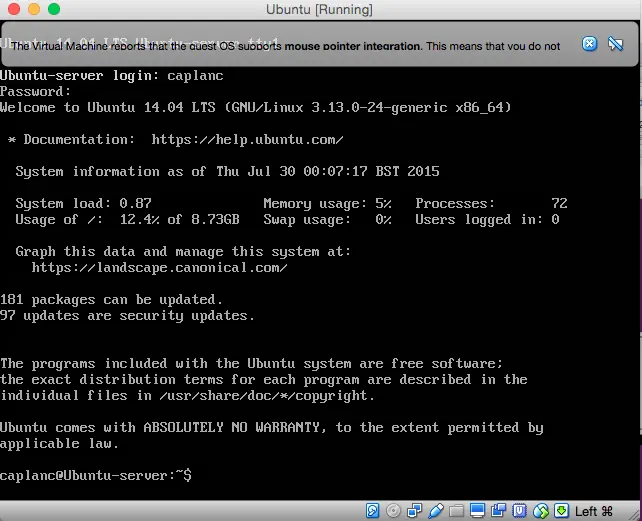 Ubuntu [Running]
Ubuntu 14.04 LTS Ubuntu-server tty1
The Virtual Machine reports that the guest OS supports mouse pointer integration. This means that you do not
Ubuntu-server login: caplanc
Password:
Welcome to Ubuntu 14.04 LTS (GNU/Linux 3.13.0-24-generic x86_64)
* Documentation: https://help.ubuntu.com/
System information as of Thu Jul 30 00:07:17 BST 2015
System load: 0.87 Memory usage: 5% Processes: 72
Usage of /: 12.4% of 8.73GB Swap usage: 0% Users logged in: 0
Graph this data and manage this system at:
https://landscape.canonical.com/
181 packages can be updated.
97 updates are security updates.
The programs included with the Ubuntu system are free software;
the exact distribution terms for each program are described in the
individual files in /usr/share/doc/*/copyright.
Ubuntu comes with ABSOLUTELY NO WARRANTY, to the extent permitted by
applicable law.
caplanc@Ubuntu-server:~$
Left ⌘